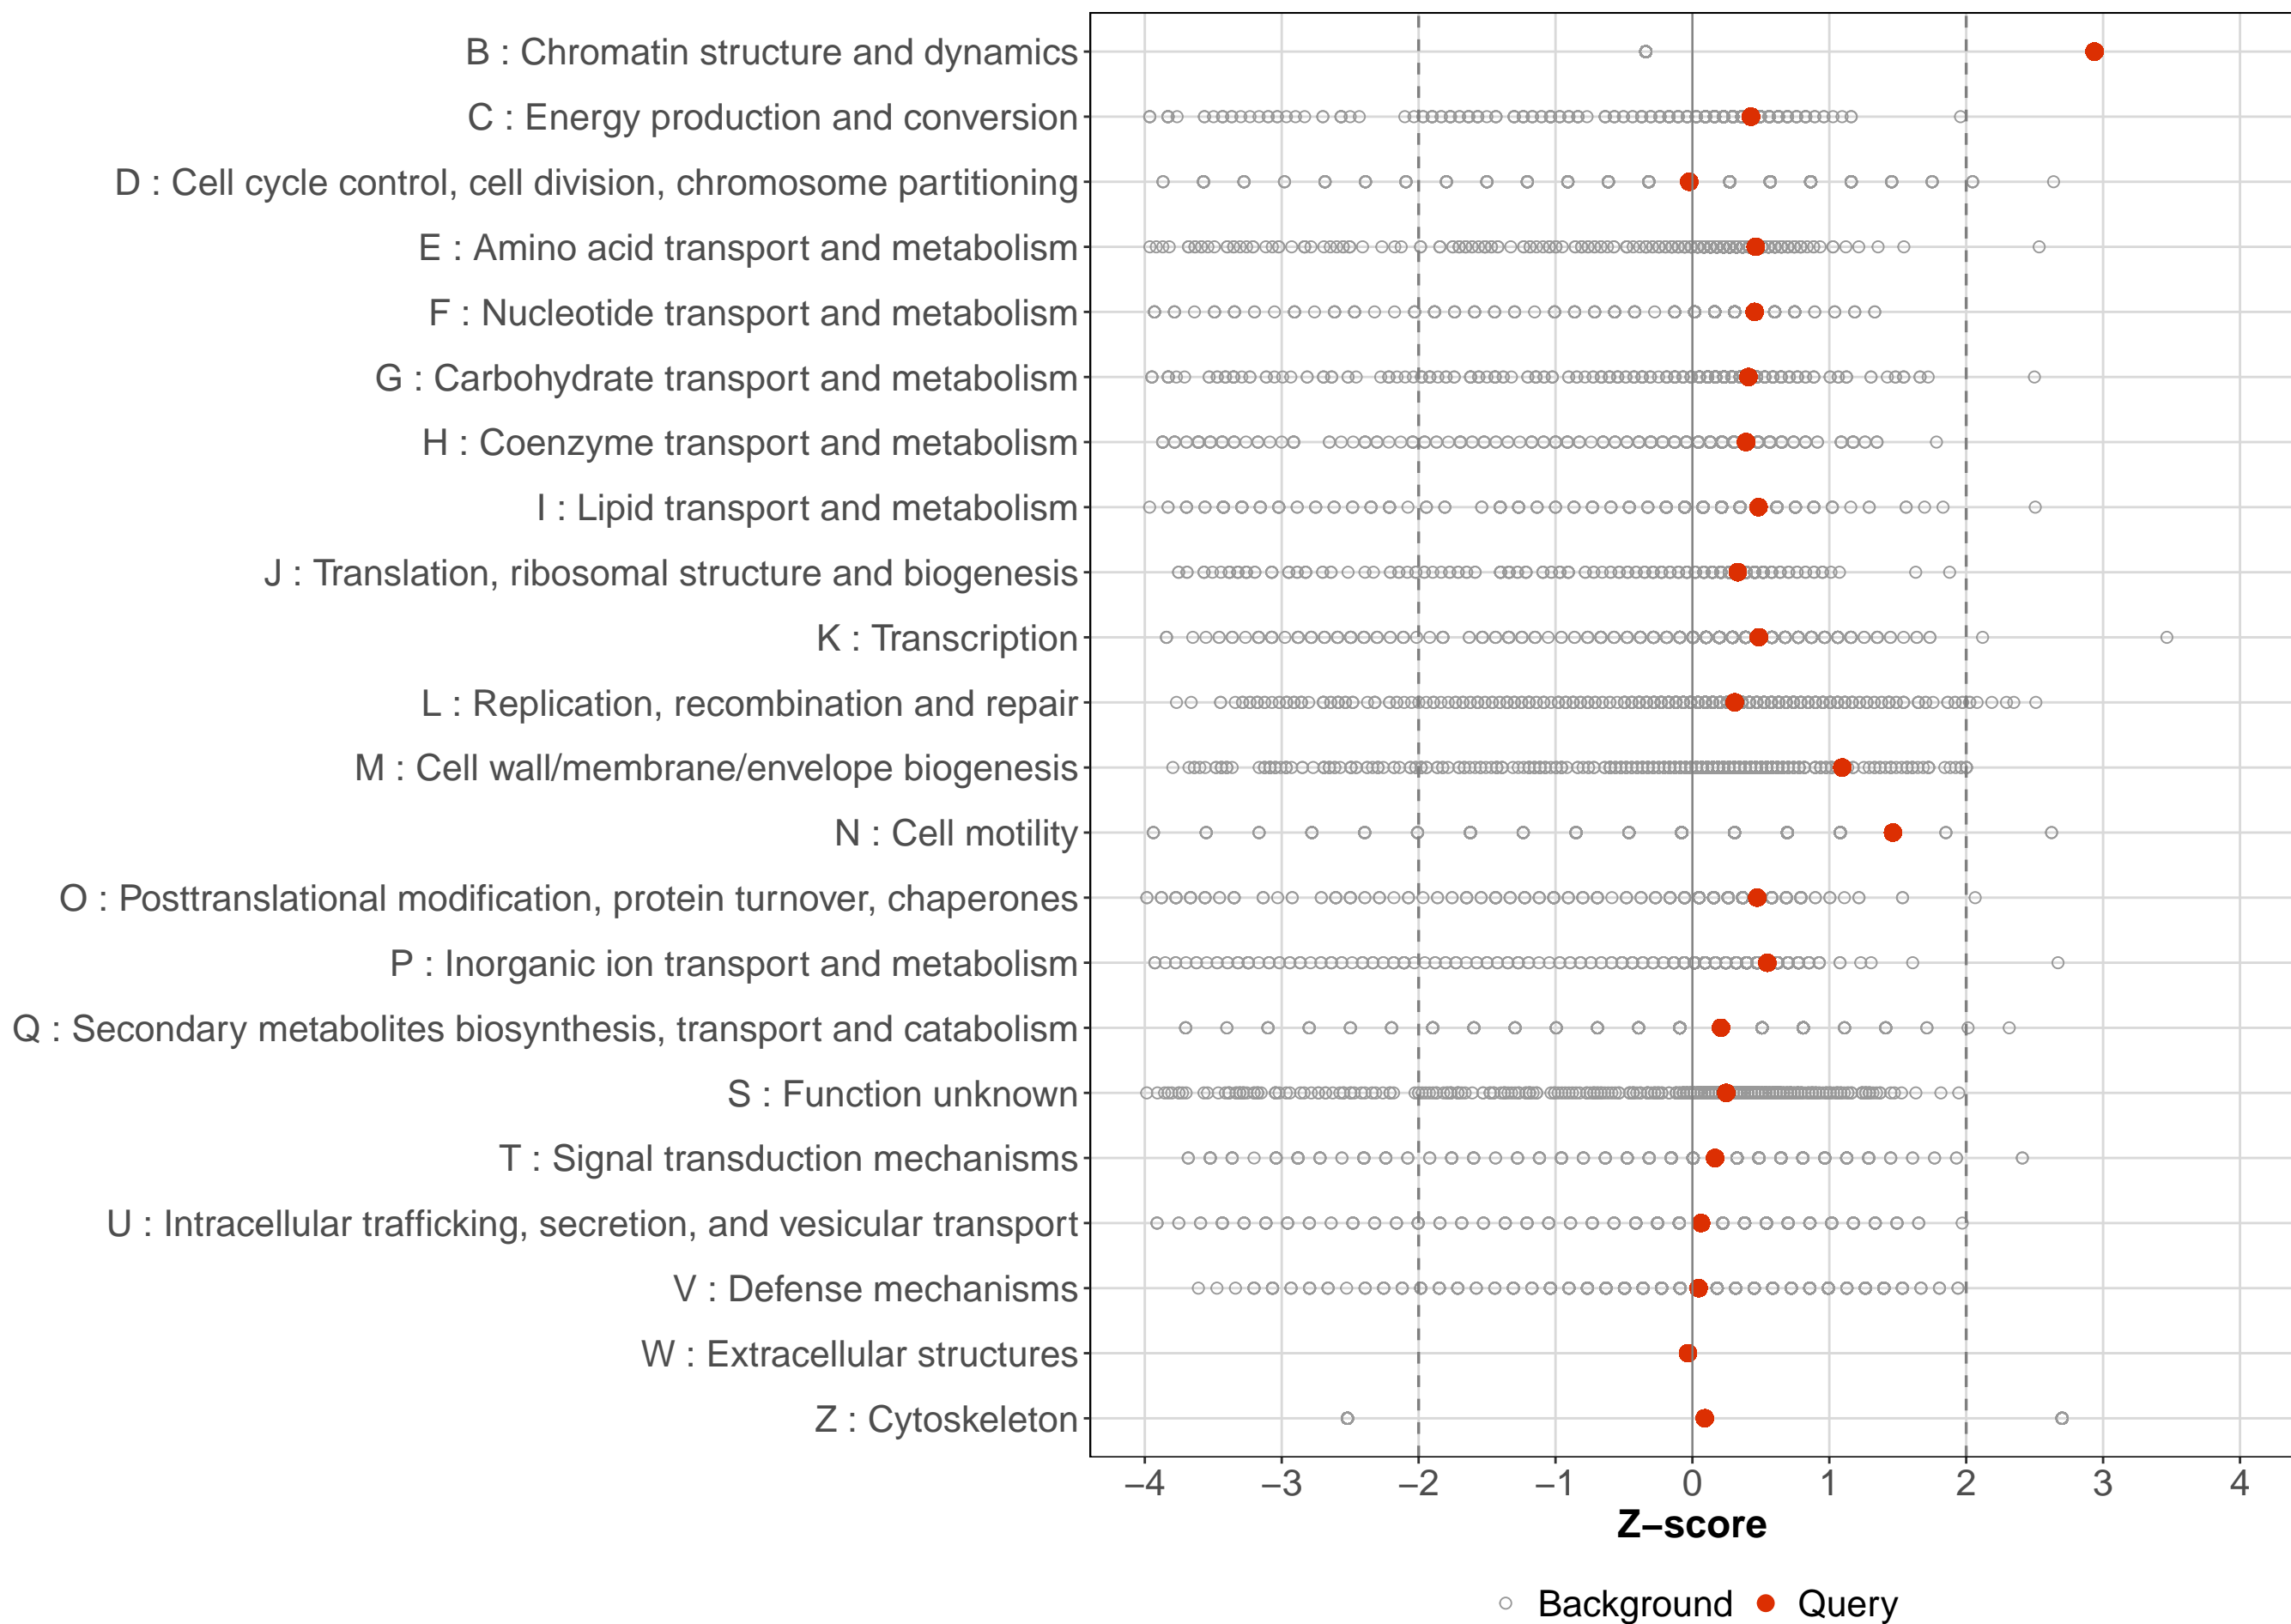 B : Chromatin structure and dynamics
C : Energy production and conversion
D : Cell cycle control, cell division, chromosome partitioning
E : Amino acid transport and metabolism
F : Nucleotide transport and metabolism
G : Carbohydrate transport and metabolism
H : Coenzyme transport and metabolism
I : Lipid transport and metabolism
J : Translation, ribosomal structure and biogenesis
K : Transcription
L : Replication, recombination and repair
M : Cell wall/membrane/envelope biogenesis
N : Cell motility
O : Posttranslational modification, protein turnover, chaperones
P : Inorganic ion transport and metabolism
Q : Secondary metabolites biosynthesis, transport and catabolism
S : Function unknown
T : Signal transduction mechanisms
U : Intracellular trafficking, secretion, and vesicular transport
V : Defense mechanisms
W : Extracellular structures
Z : Cytoskeleton
−4 −3 −2 −1 0 1 2 3 4
Z−score
Background Query